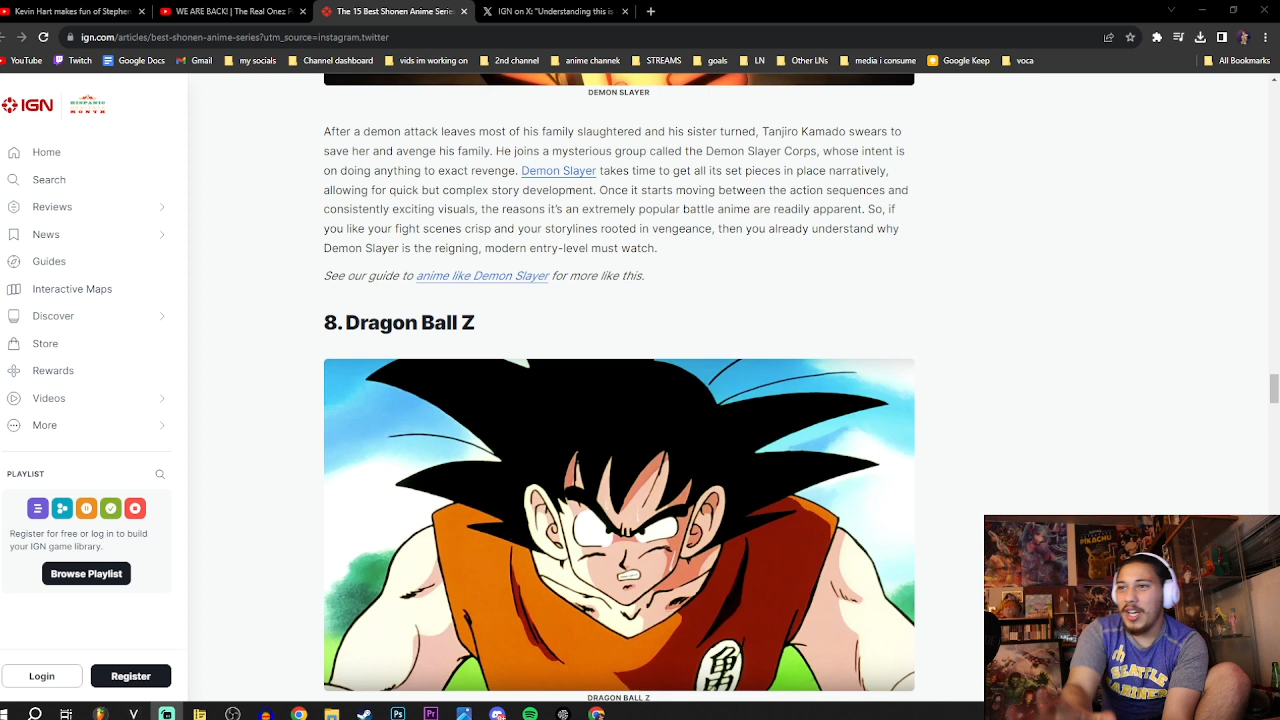 Kevin Hart makes fun of Stephen
WE ARE BACK! | The Real Onez P
The 15 Best Shonen Anime Series
IGN on X: "Understanding this is
ign.com/articles/best-shonen-anime-series?utm_source=instagram,twitter
YouTube
Twitch
Google Docs
Gmail
my socials
Channel dashboard
vids im working on
2nd channel
anime channel
STREAMS
goals
LN
Other LNs
media i consume
Google Keep
voca
All Bookmarks
IGN
HISPANIC
MONTH
Home
Search
Reviews
News
Guides
Interactive Maps
Discover
Store
Rewards
Videos
More
PLAYLIST
Register for free or log in to build
your IGN game library.
Browse Playlist
Login
Register
DEMON SLAYER
After a demon attack leaves most of his family slaughtered and his sister turned, Tanjiro Kamado swears to
save her and avenge his family. He joins a mysterious group called the Demon Slayer Corps, whose intent is
on doing anything to exact revenge. Demon Slayer takes time to get all its set pieces in place narratively,
allowing for quick but complex story development. Once it starts moving between the action sequences and
consistently exciting visuals, the reasons it's an extremely popular battle anime are readily apparent. So, if
you like your fight scenes crisp and your storylines rooted in vengeance, then you already understand why
Demon Slayer is the reigning, modern entry-level must watch.
See our guide to anime like Demon Slayer for more like this.
8. Dragon Ball Z
亀
DRAGON BALL Z
PIKACHU
SEATTLE